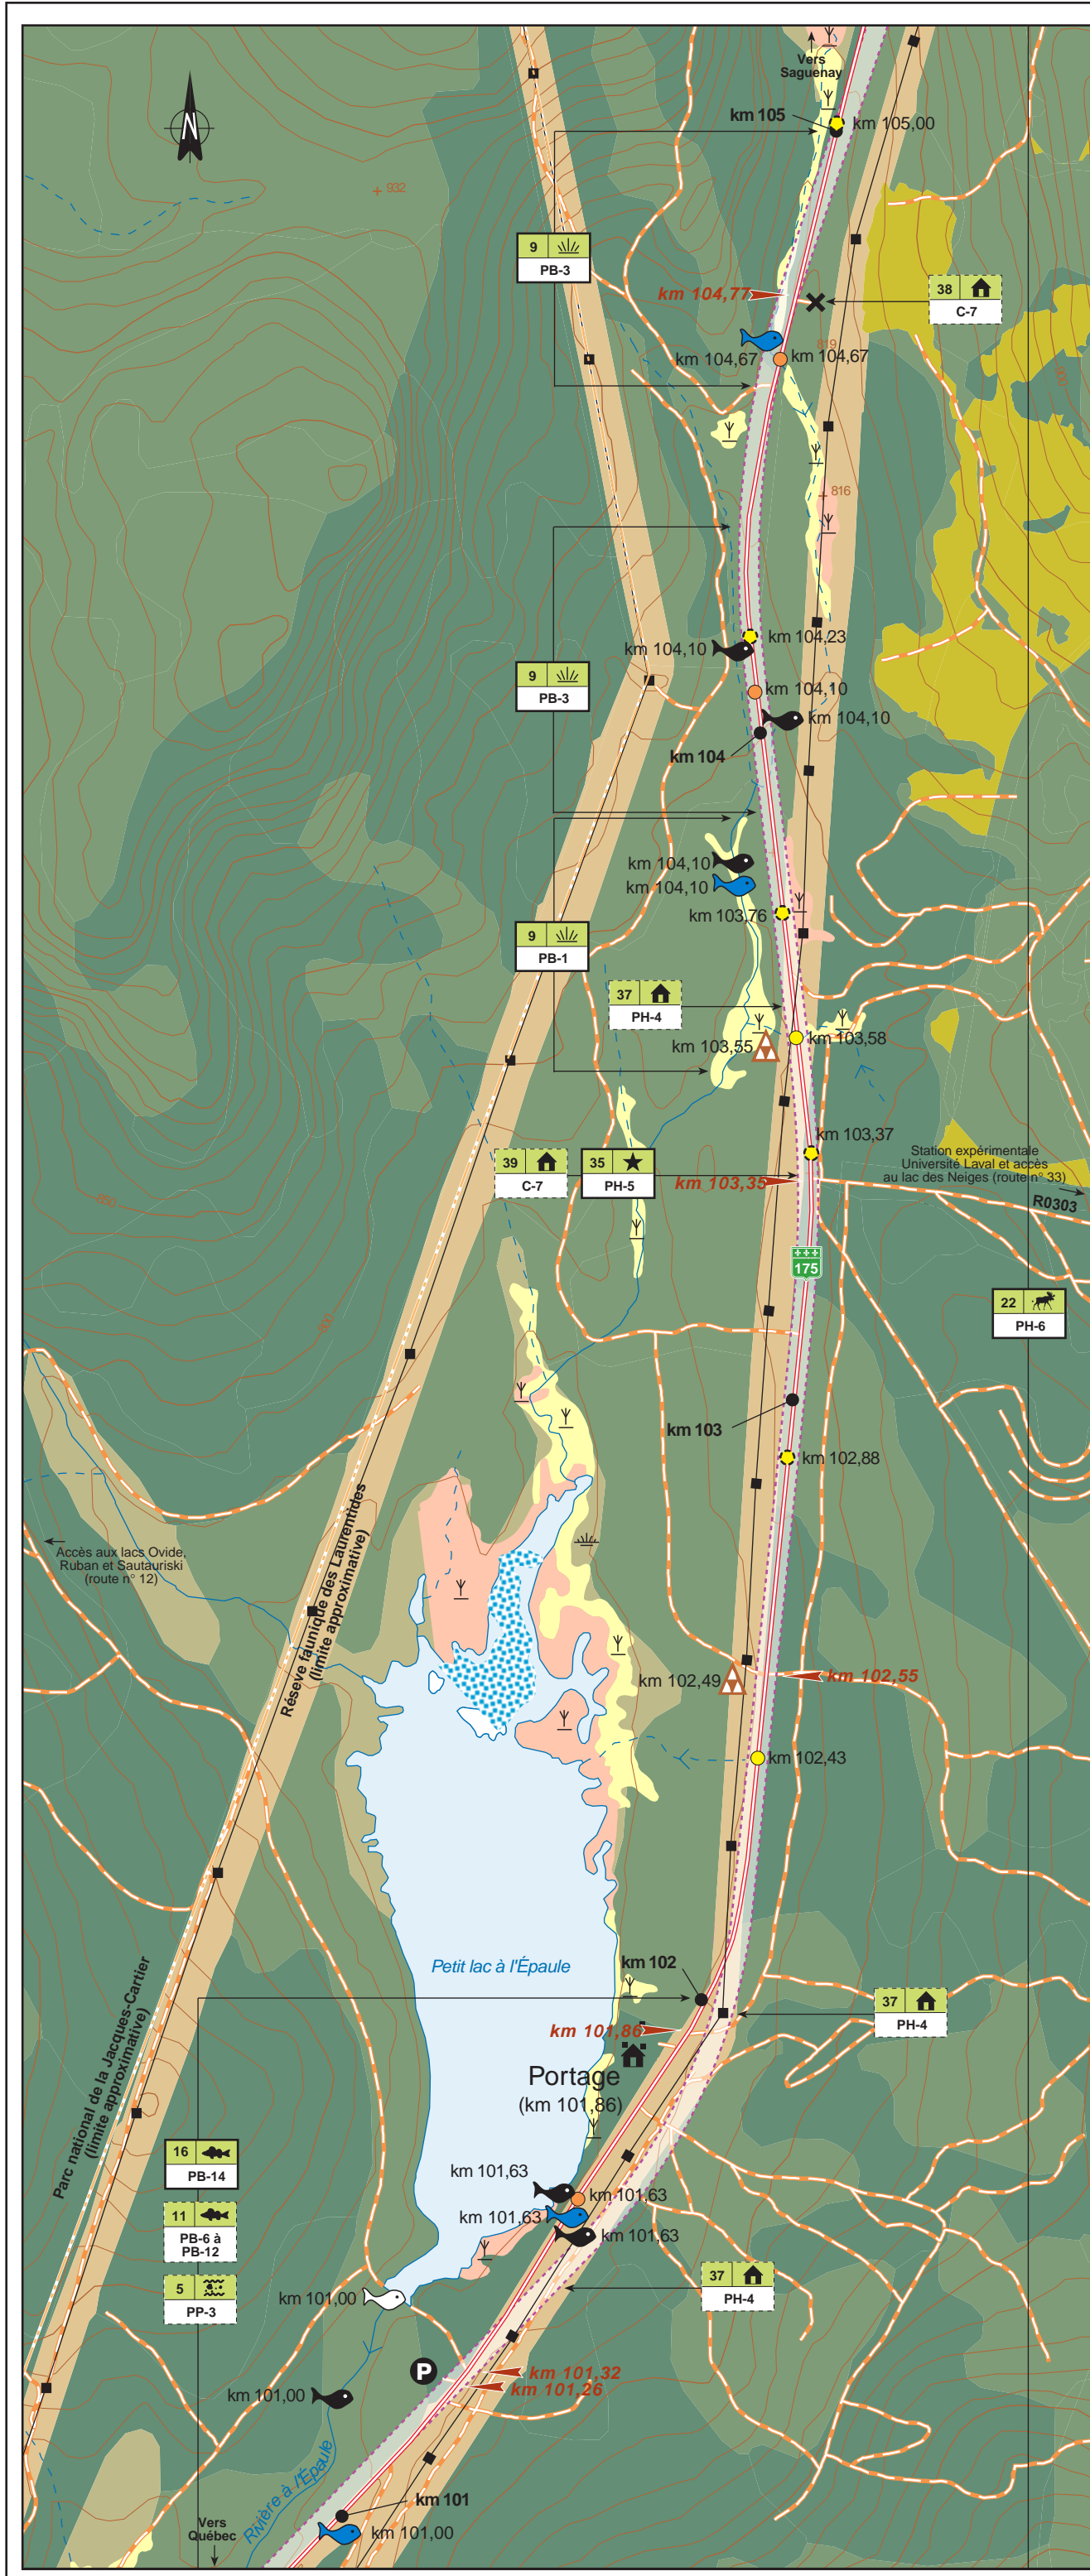 Vers
Saguenay
km 105
km 105,00
N
932
9
PB-3
km 104,77
38
C-7
819
km 104,67
km 104,67
600
816
km 104,23
km 104,10
9
PB-3
km 104,10
km 104,10
km 104
km 104,10
km 104,10
km 103,76
9
PB-1
37
PH-4
km 103,58
km 103,55
km 103,37
Station expérimentale
Université Laval et accès
au lac des Neiges (route n° 33)
39
C-7
35
PH-5
km 103,35
R0303
175
22
PH-6
800
km 103
km 102,88
Accès aux lacs Ovide,
Ruban et Sautauriski
(route n° 12)
Réseve faunique des Laurentides
(limite approximative)
km 102,55
km 102,49
km 102,43
Petit lac à l'Épaule
km 102
37
PH-4
km 101,86
Portage
(km 101,86)
Parc national de la Jacques-Cartier
(limite approximative)
16
PB-14
km 101,63
km 101,63
km 101,63
km 101,63
11
PB-6 à
PB-12
5
PP-3
37
PH-4
km 101,00
P
km 101,32
km 101,26
km 101,00
Rivière à l'Épaule
km 101
Vers
Québec
km 101,00